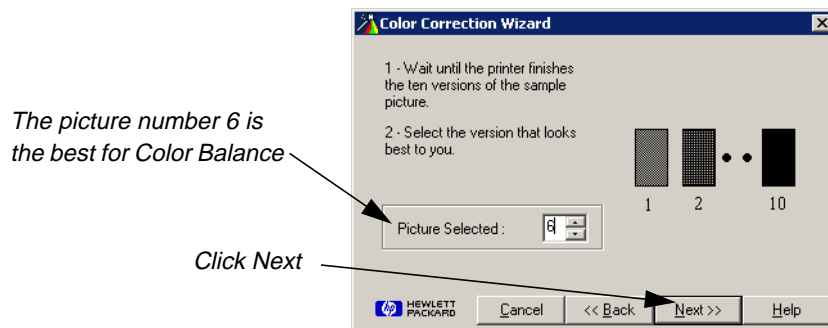 Color Correction Wizard
1 - Wait until the printer finishes
the ten versions of the sample
picture.
The picture number 6 is
the best for Color Balance
2 - Select the version that looks
best to you.
1 2 10
Picture Selected : 6
Click Next
HEWLETT
PACKARD
Cancel << Back Next >> Help